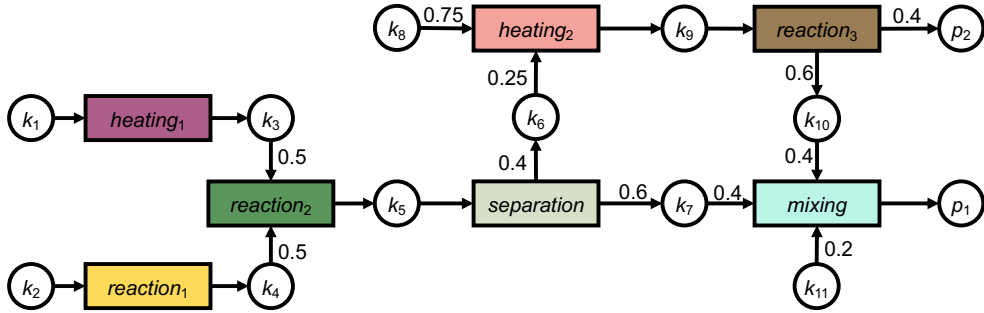 k8 0.75 heating2 k9 reaction3 0.4 p2
0.25 0.6
k1 heating1 k3 k6 k10
0.5 0.4 0.4
reaction2 k5 separation 0.6 k7 0.4 mixing p1
0.5 0.2
k2 reaction1 k4 k11